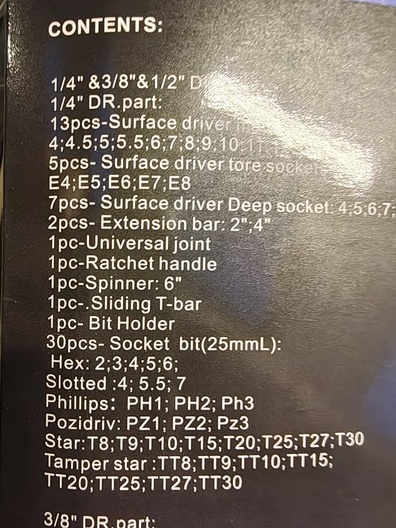 CONTENTS:
1/4" &3/8"&1/2" D
1/4" DR.part:
13pcs-Surface driver
4;4.5;5;5.5;6;7;8;9;10;11
5pcs- Surface driver tore socket
E4;E5;E6;E7;E8
7pcs- Surface driver Deep socket: 4;5;6;7;
2pcs- Extension bar: 2";4"
1pc-Universal joint
1pc-Ratchet handle
1pc-Spinner: 6"
1pc-.Sliding T-bar
1pc- Bit Holder
30pcs- Socket bit(25mmL):
Hex: 2;3;4;5;6;
Slotted :4; 5.5; 7
Phillips: PH1; PH2; Ph3
Pozidriv: PZ1; PZ2; Pz3
Star:T8;T9;T10;T15;T20;T25;T27;T30
Tamper star :TT8;TT9;TT10;TT15;
TT20;TT25;TT27;TT30
3/8" DR.part: